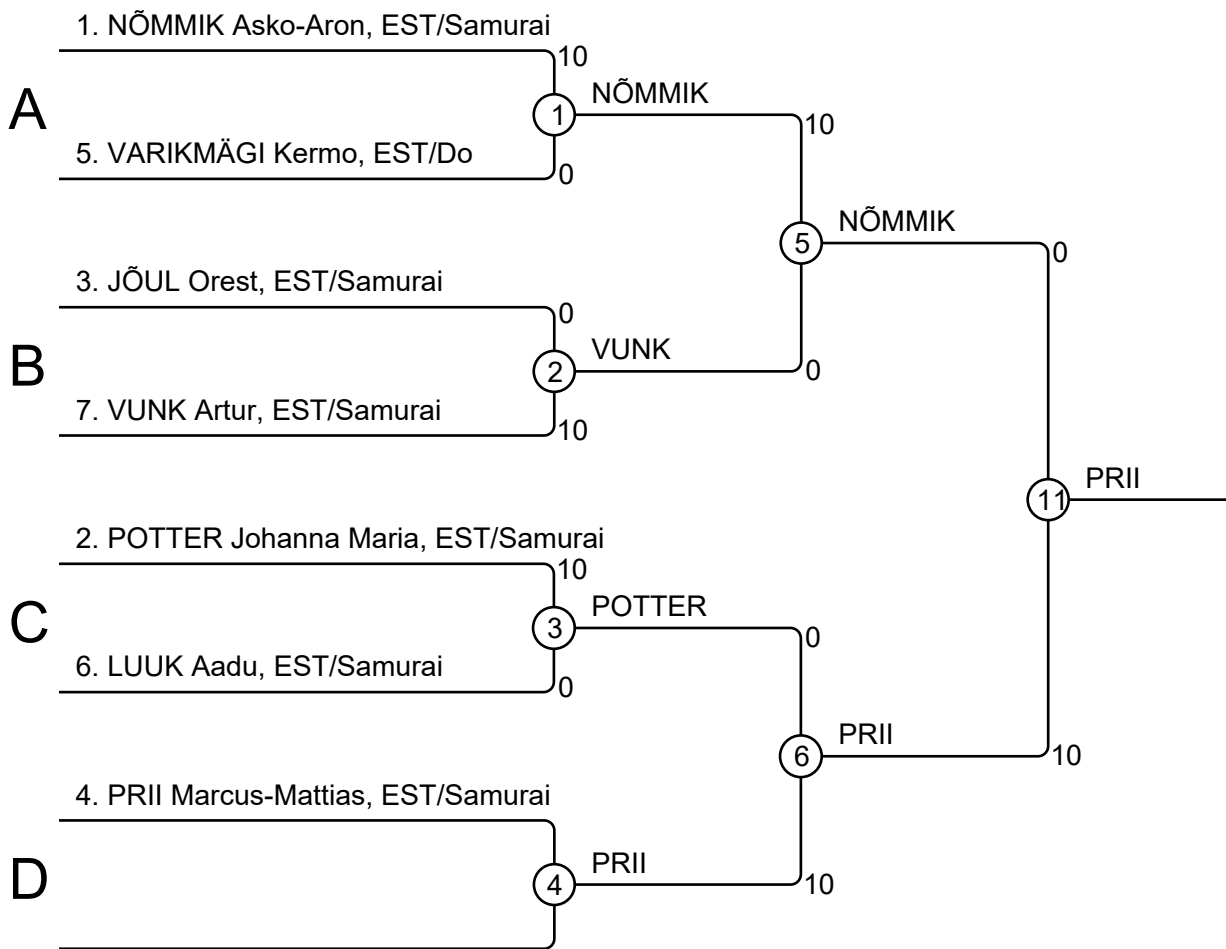 1. NÕMMIK Asko-Aron, EST/Samurai
10
A
1
NÕMMIK
10
5. VARIKMÄGI Kermo, EST/Do
0
5
NÕMMIK
0
3. JÕUL Orest, EST/Samurai
0
B
2
VUNK
0
7. VUNK Artur, EST/Samurai
10
11
PRII
2. POTTER Johanna Maria, EST/Samurai
10
C
3
POTTER
0
6. LUUK Aadu, EST/Samurai
0
6
PRII
10
4. PRII Marcus-Mattias, EST/Samurai
D
4
PRII
10